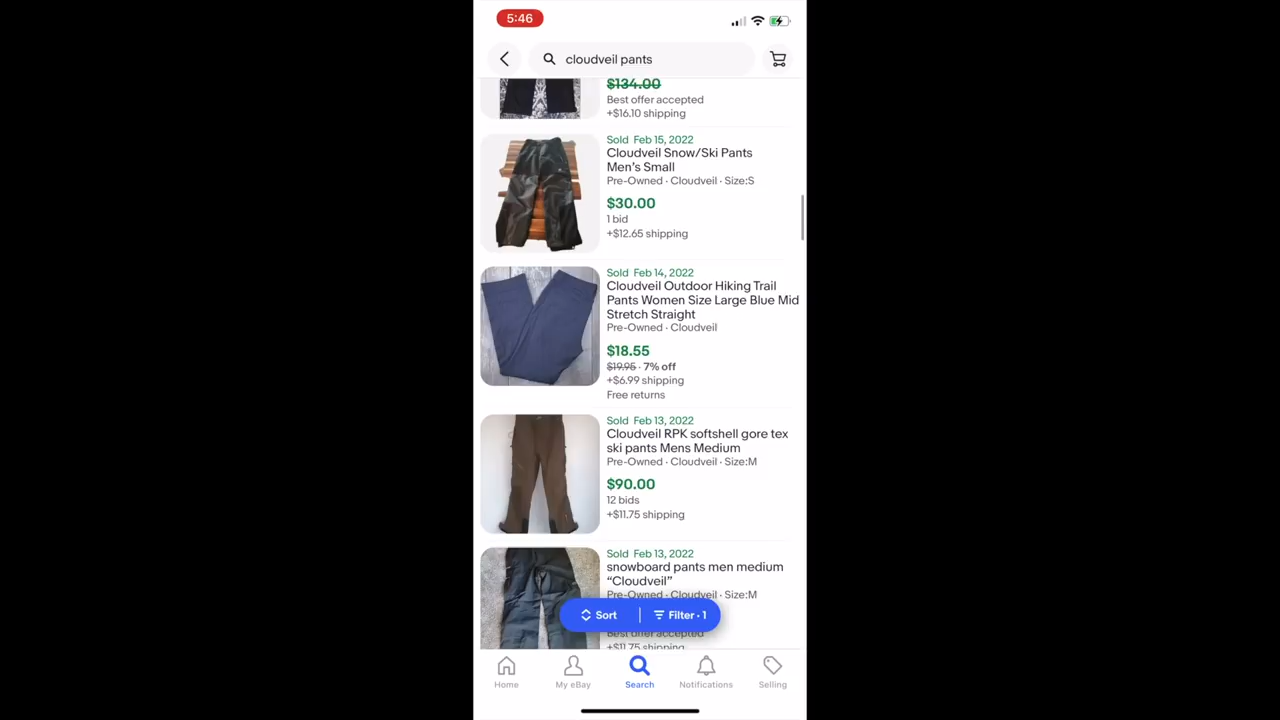 5:46
cloudveil pants
$134.00
Best offer accepted
+$16.10 shipping
Sold Feb 15, 2022
Cloudveil Snow/Ski Pants
Men's Small
Pre-Owned · Cloudveil · Size:S
$30.00
1 bid
+$12.65 shipping
Sold Feb 14, 2022
Cloudveil Outdoor Hiking Trail
Pants Women Size Large Blue Mid
Stretch Straight
Pre-Owned · Cloudveil
$18.55
$19.95 · 7% off
+$6.99 shipping
Free returns
Sold Feb 13, 2022
Cloudveil RPK softshell gore tex
ski pants Mens Medium
Pre-Owned · Cloudveil · Size:M
$90.00
12 bids
+$11.75 shipping
Sold Feb 13, 2022
snowboard pants men medium
“Cloudveil”
Pre-Owned · Cloudveil · Size:M
Sort
Filter · 1
Best offer accepted
+$11.75 shipping
Home
My eBay
Search
Notifications
Selling